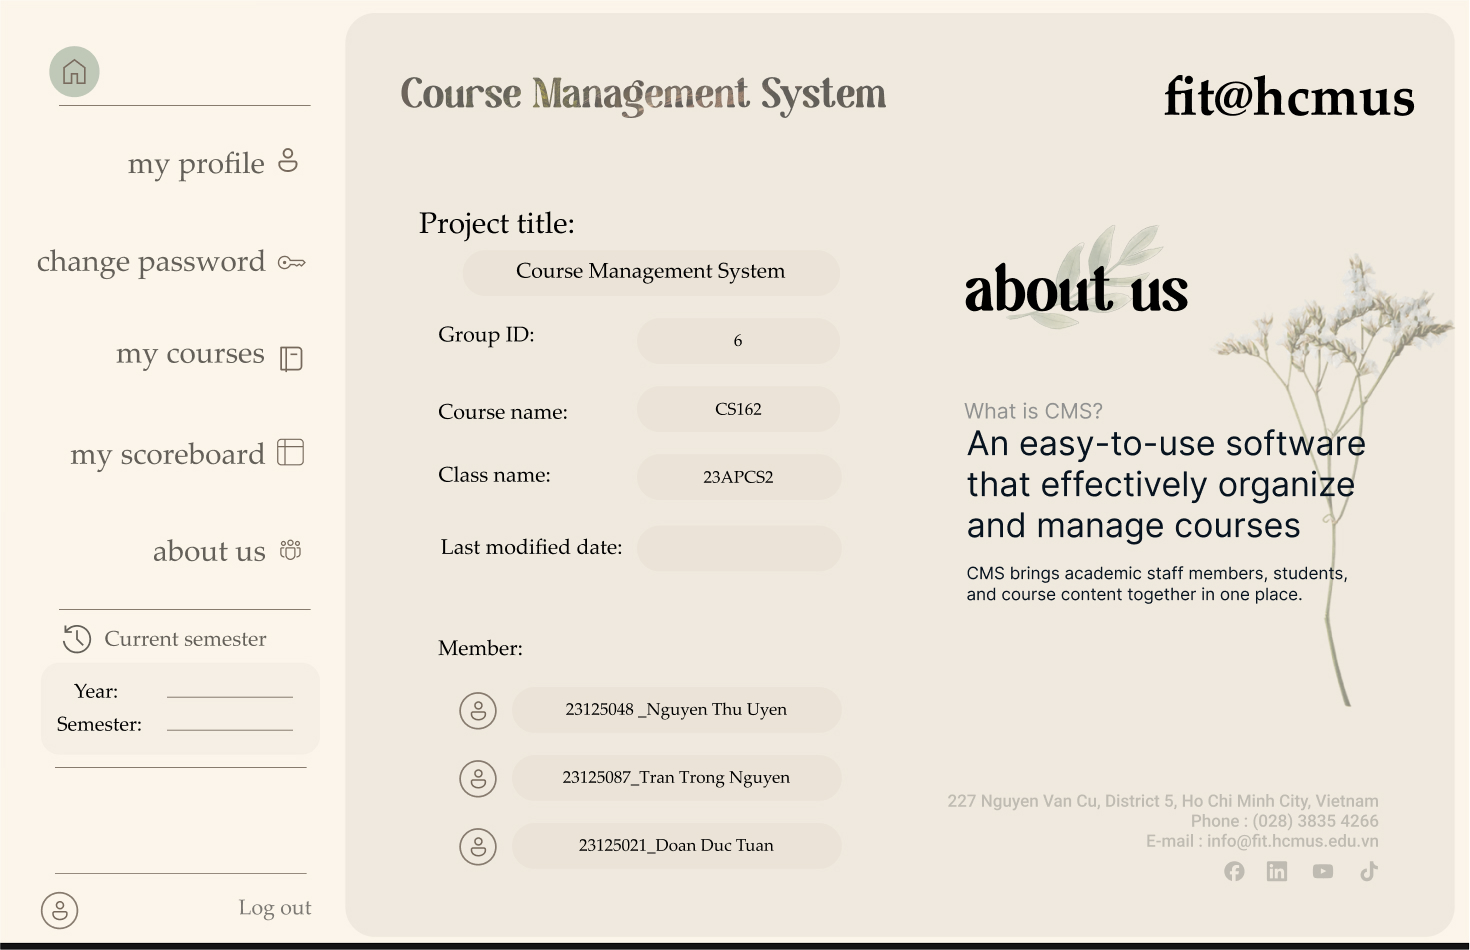 my profile
change password
my courses
my scoreboard
about us
Current semester
Year:
Semester:
Log out
Course Management System
fit@hcmus
Project title:
Course Management System
Group ID:
6
Course name:
CS162
Class name:
23APCS2
Last modified date:
Member:
23125048 _Nguyen Thu Uyen
23125087_Tran Trong Nguyen
23125021_Doan Duc Tuan
about us
What is CMS?
An easy-to-use software
that effectively organize
and manage courses
CMS brings academic staff members, students,
and course content together in one place.
227 Nguyen Van Cu, District 5, Ho Chi Minh City, Vietnam
Phone : (028) 3835 4266
E-mail : info@fit.hcmus.edu.vn